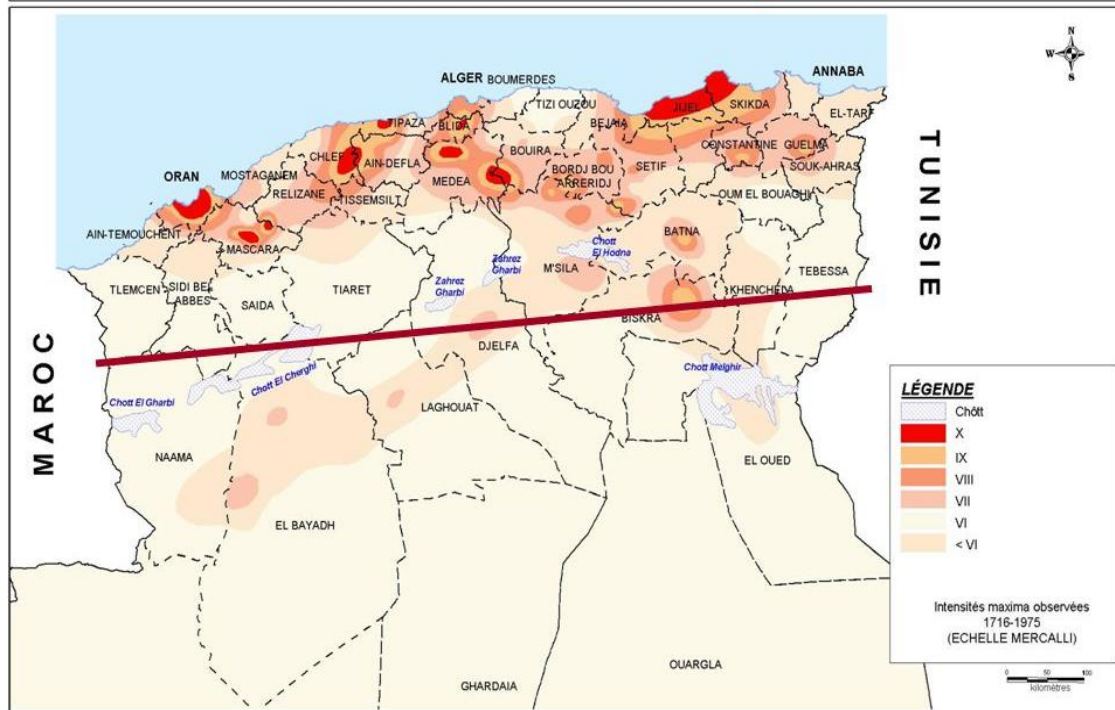 N
W E
S
ANNABA
ALGER
BOUMERDES
TIZI OUZOU
JIJEL
SKIKDA
EL-TARF
TIPAZA
BLIDA
BEJAIA
CONSTANTINE
GUELMA
CHLEF
AIN-DEFLA
BOUIRA
BORDJ BOU
ARRERIDJ
SETIF
SOUK-AHRAS
ORAN
MOSTAGANEM
MEDEA
RELIZANE
TISSEMSILT
OUM EL BOUAGHI
AIN-TEMOUCHENT
MASCARA
BATNA
Chott
El Hodna
Zahrez
Gharbi
M'SILA
TEBESSA
TLEMCEN
SIDI BEL
ABBES
SAIDA
TIARET
Zahrez
Gharbi
KHENCHELA
BISKRA
DJELFA
Chott El Cherghi
Chott Melghir
Chott El Gharbi
LAGHOUAT
NAAMA
EL OUED
EL BAYADH
OUARGLA
GHARDAIA
MAROC
TUNISIE
LÉGENDE
Chôtt
X
IX
VIII
VII
VI
< VI
Intensités maxima observées
1716-1975
(ECHELLE MERCALLI)
0 50 100
kilomètres